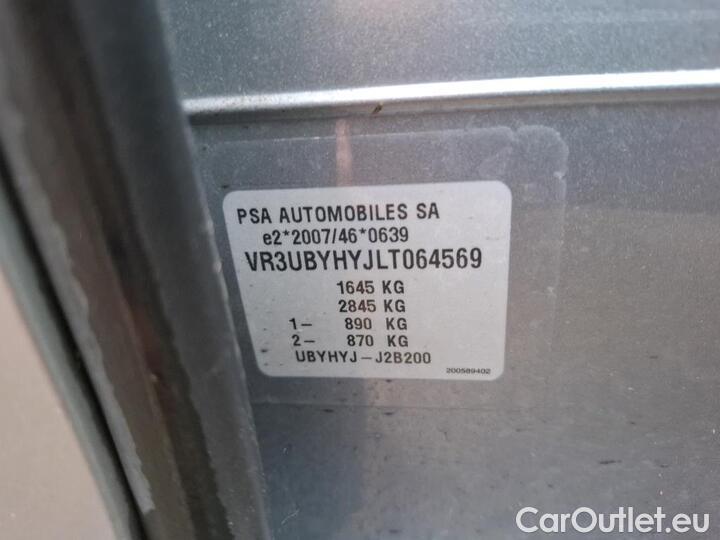 PSA AUTOMOBILES SA
e2*2007/46*0639
VR3UBYHYJLT064569
1645 KG
2845 KG
1- 890 KG
2- 870 KG
UBYHYJ-J2B200
200589402
CarOutlet.eu